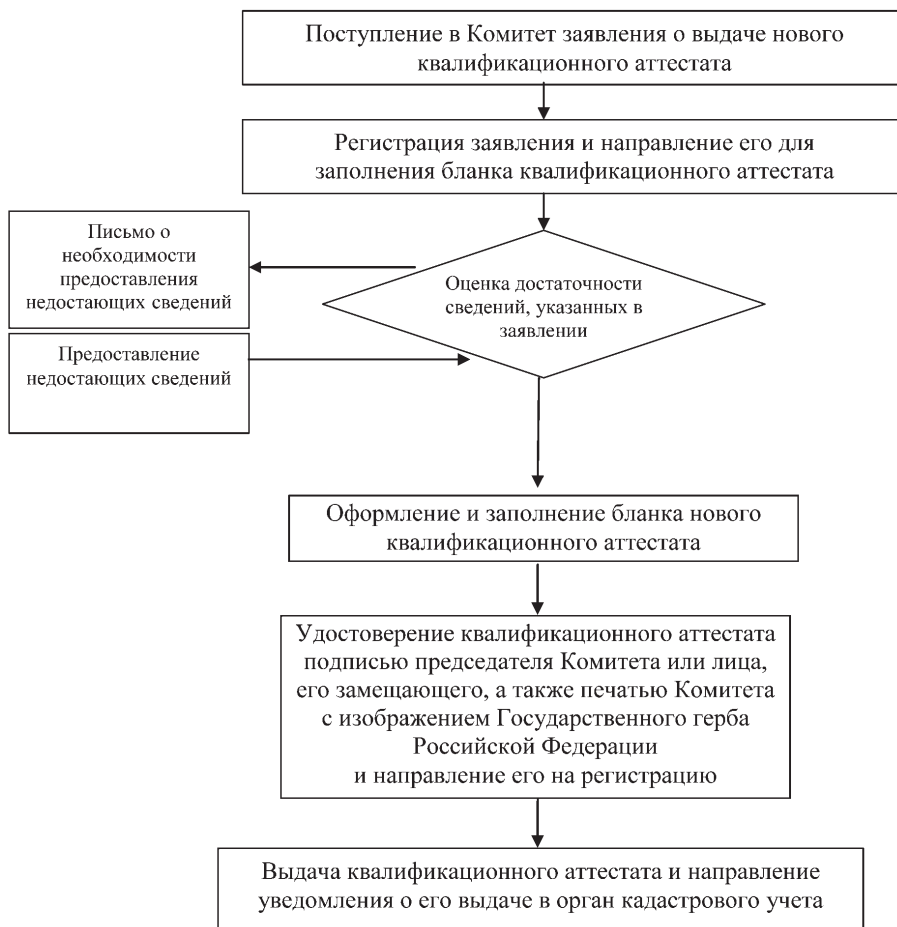 Поступление в Комитет заявления о выдаче нового
квалификационного аттестата
Регистрация заявления и направление его для
заполнения бланка квалификационного аттестата
Письмо о
необходимости
предоставления
недостающих сведений
Оценка достаточности
сведений, указанных в
заявлении
Предоставление
недостающих сведений
Оформление и заполнение бланка нового
квалификационного аттестата
Удостоверение квалификационного аттестата
подписью председателя Комитета или лица,
его замещающего, а также печатью Комитета
с изображением Государственного герба
Российской Федерации
и направление его на регистрацию
Выдача квалификационного аттестата и направление
уведомления о его выдаче в орган кадастрового учета